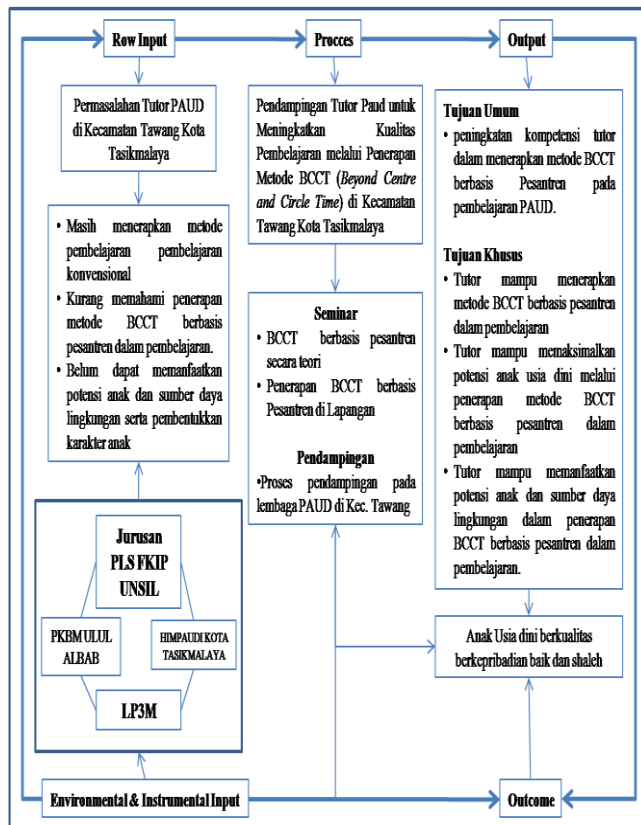 Row Input
Procces
Output
Permasalahan Tutor PAUD
di Kecamatan Tawang Kota
Tasikmalaya
• Masih menerapkan metode
pembelajaran pembelajaran
konvensional
• Kurang memahami penerapan
metode BCCT berbasis
pesantren dalam pembelajaran.
• Belum dapat memanfaatkan
potensi anak dan sumber daya
lingkungan serta pembentukkan
karakter anak
Jurusan
PLS FKIP
UNSIL
PKBM ULUL
ALBAB
HIMPAUDI KOTA
TASIKMALAYA
LP3M
Pendampingan Tutor Paud untuk
Meningkatkan Kualitas
Pembelajaran melalui Penerapan
Metode BCCT (Beyond Centre
and Circle Time) di Kecamatan
Tawang Kota Tasikmalaya
Seminar
• BCCT berbasis pesantren
secara teori
• Penerapan BCCT berbasis
Pesantren di Lapangan
Pendampingan
•Proses pendampingan pada
lembaga PAUD di Kec. Tawang
Tujuan Umum
• peningkatan kompetensi tutor
dalam menerapkan metode BCCT
berbasis Pesantren pada
pembelajaran PAUD.
Tujuan Khusus
• Tutor mampu menerapkan
metode BCCT berbasis pesantren
dalam pembelajaran
• Tutor mampu memaksimalkan
potensi anak usia dini melalui
penerapan metode BCCT
berbasis pesantren dalam
pembelajaran
• Tutor mampu memanfaatkan
potensi anak dan sumber daya
lingkungan dalam penerapan
BCCT berbasis pesantren dalam
pembelajaran.
Anak Usia dini berkualitas
berkepribadian baik dan shaleh
Environmental & Instrumental Input
Outcome